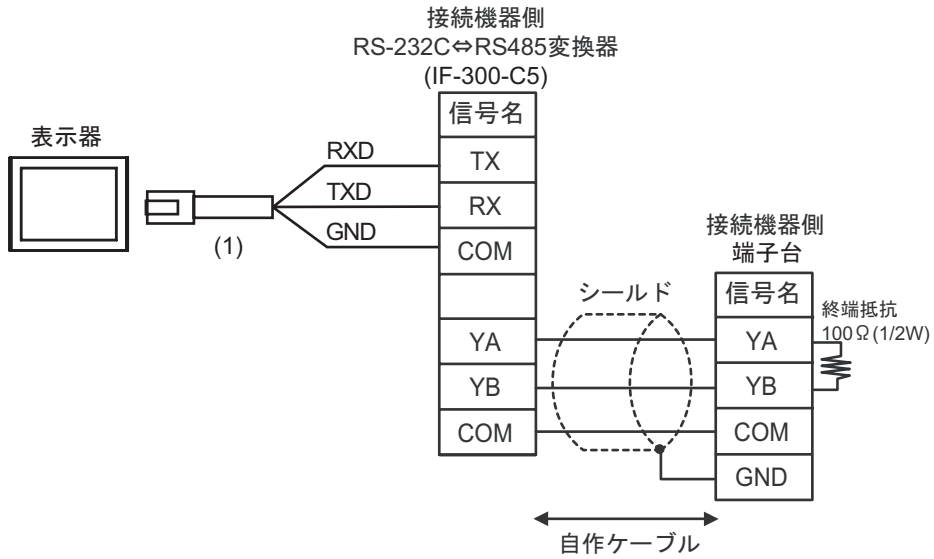 接続機器側
RS-232C⇔RS485変換器
(IF-300-C5)
表示器
(1)
RXD
TXD
GND
信号名
TX
RX
COM
YA
YB
COM
シールド
自作ケーブル
接続機器側
端子台
信号名
YA
YB
COM
GND
終端抵抗
100Ω(1/2W)